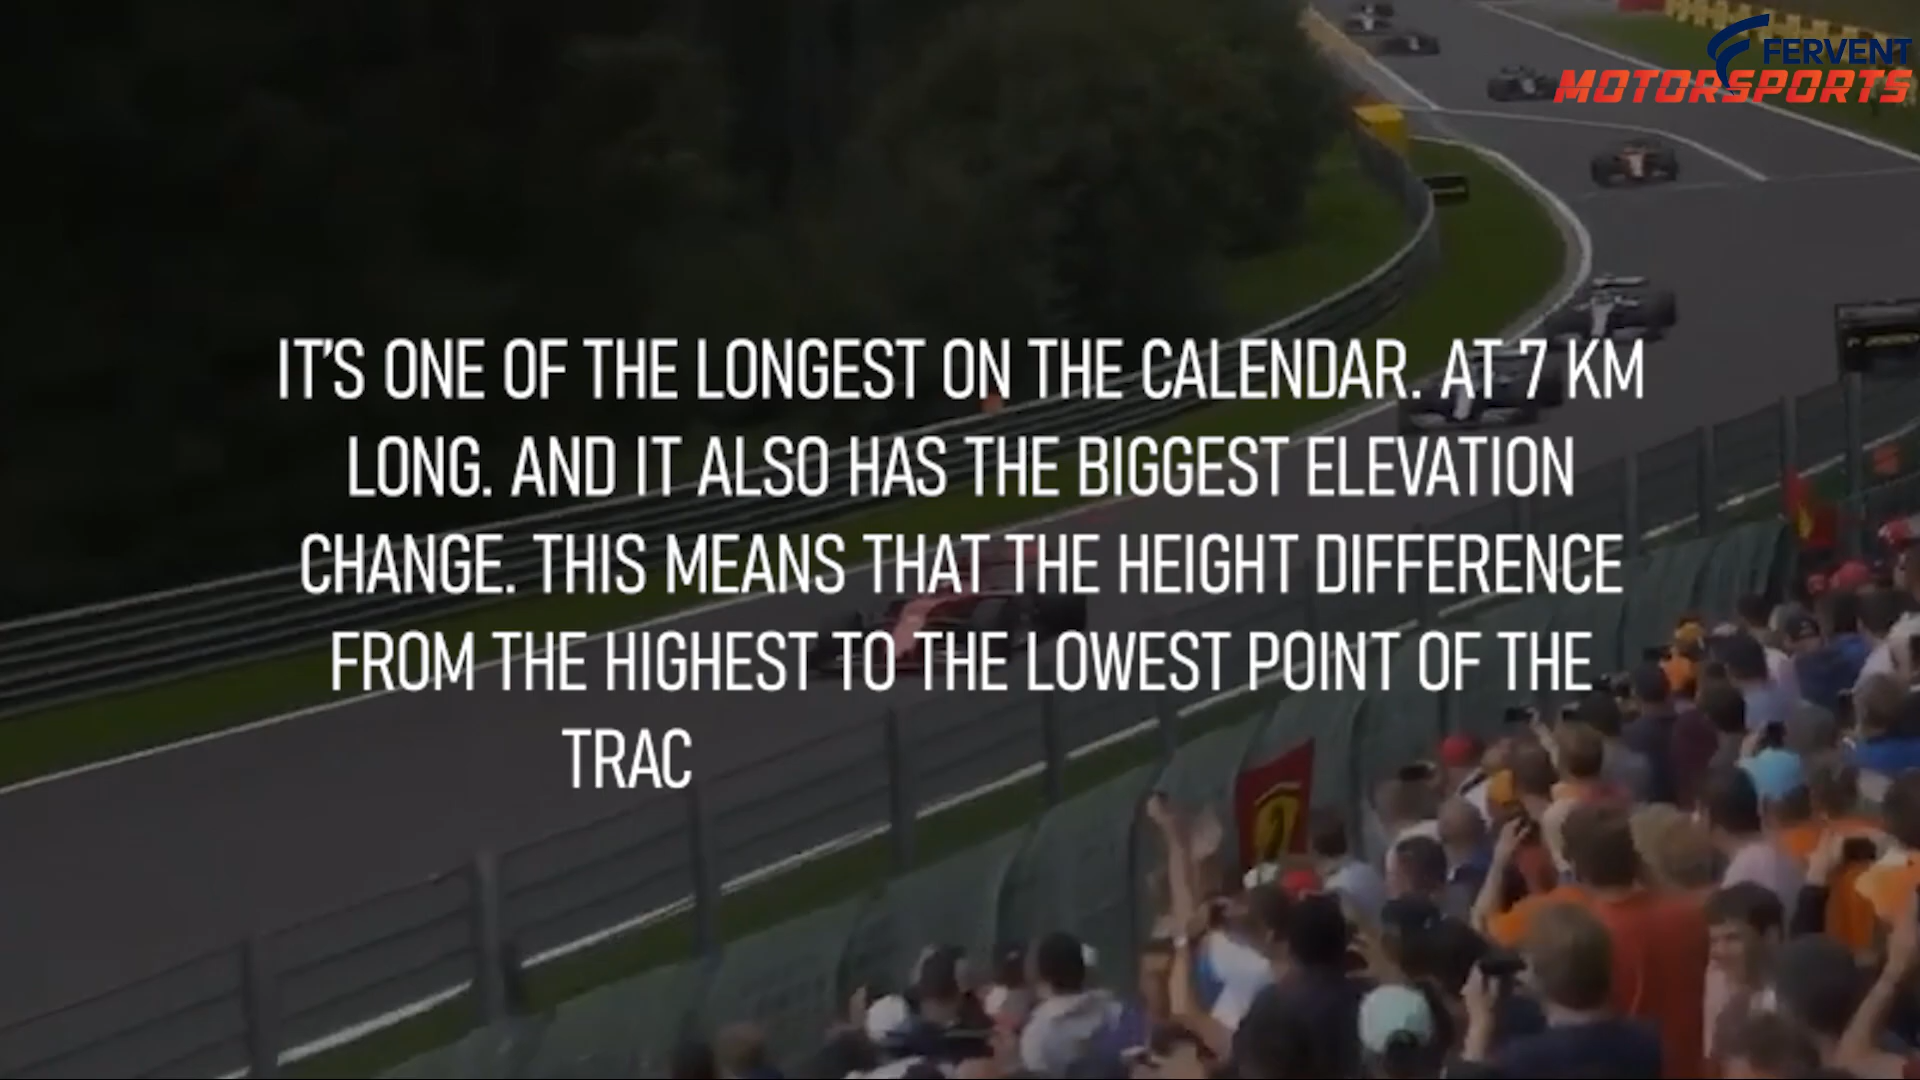 FERVENT
MOTORSPORTS
IT'S ONE OF THE LONGEST ON THE CALENDAR. AT 7 KM
LONG. AND IT ALSO HAS THE BIGGEST ELEVATION
CHANGE. THIS MEANS THAT THE HEIGHT DIFFERENCE
FROM THE HIGHEST TO THE LOWEST POINT OF THE
TRAC